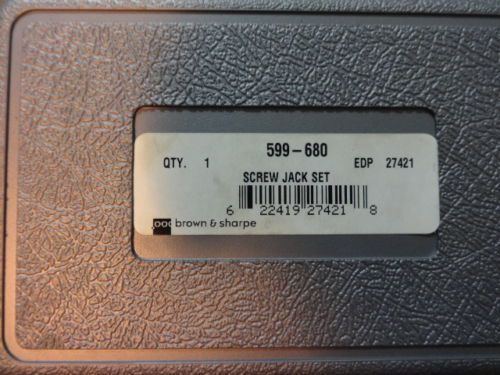 599-680
QTY. 1 EDP 27421
SCREW JACK SET
6 22419 27421 8
brown & sharpe